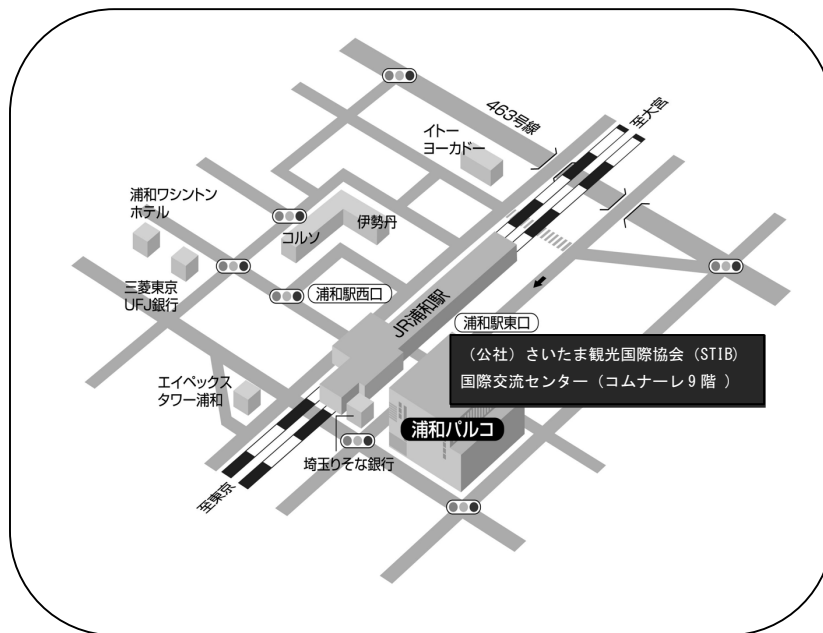 463号線
至大宮
イトー
ヨーカドー
浦和ワシントン
ホテル
伊勢丹
コルソ
三菱東京
UFJ銀行
浦和駅西口
JR浦和駅
浦和駅東口
（公社）さいたま観光国際協会（STIB）
国際交流センター（コムナーレ9階 ）
エイペックス
タワー浦和
浦和パルコ
埼玉りそな銀行
至東京